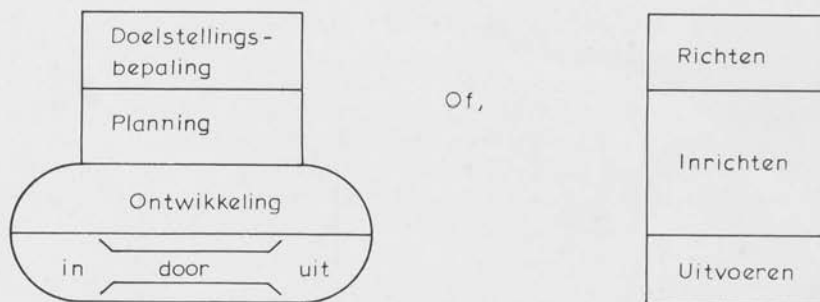 Doelstellings-
bepaling
Planning
Ontwikkeling
in door uit
Of,
Richten
Inrichten
Uitvoeren